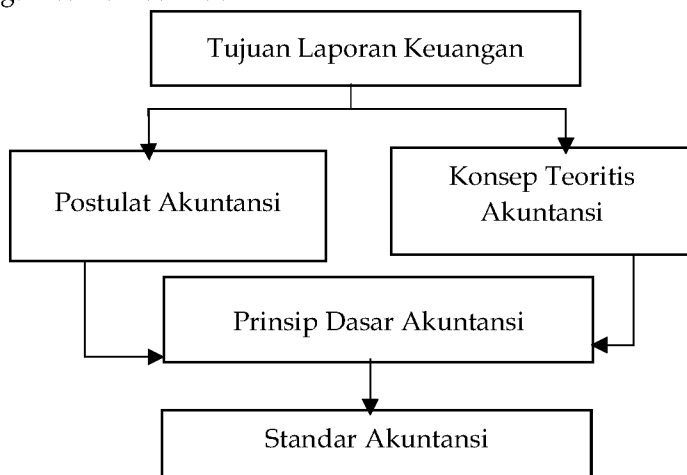 Tujuan Laporan Keuangan
Postulat Akuntansi
Konsep Teoritis
Akuntansi
Prinsip Dasar Akuntansi
Standar Akuntansi